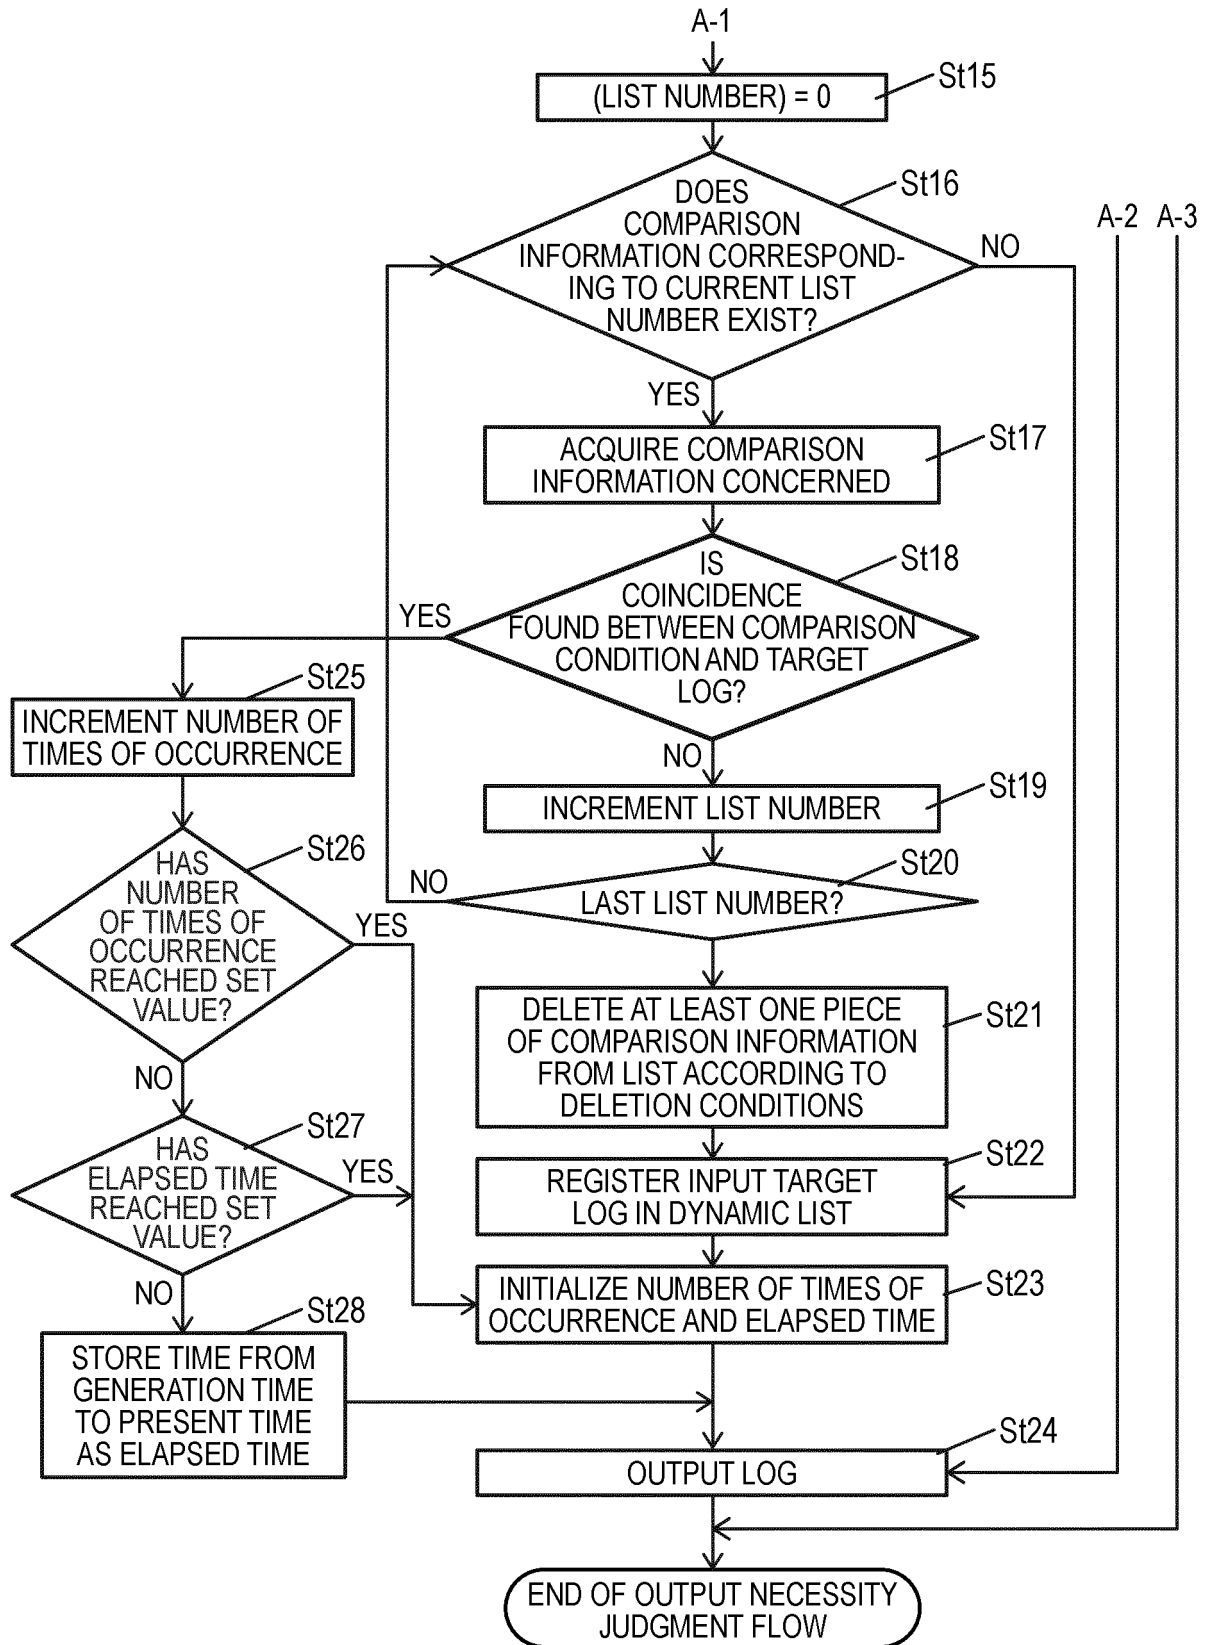 A-1
St15
(LIST NUMBER) = 0
St16
DOES
COMPARISON
INFORMATION CORRESPOND-
ING TO CURRENT LIST
NUMBER EXIST?
A-2 A-3
NO
YES
St17
ACQUIRE COMPARISON
INFORMATION CONCERNED
St18
IS
COINCIDENCE
FOUND BETWEEN COMPARISON
CONDITION AND TARGET
LOG?
YES
NO
St25
INCREMENT NUMBER OF
TIMES OF OCCURRENCE
St19
INCREMENT LIST NUMBER
St26
HAS
NUMBER
OF TIMES OF
OCCURRENCE
REACHED SET
VALUE?
YES
NO
St20
LAST LIST NUMBER?
NO
St21
DELETE AT LEAST ONE PIECE
OF COMPARISON INFORMATION
FROM LIST ACCORDING TO
DELETION CONDITIONS
St27
HAS
ELAPSED TIME
REACHED SET
VALUE?
YES
NO
St22
REGISTER INPUT TARGET
LOG IN DYNAMIC LIST
St23
INITIALIZE NUMBER OF TIMES OF
OCCURRENCE AND ELAPSED TIME
St28
STORE TIME FROM
GENERATION TIME
TO PRESENT TIME
AS ELAPSED TIME
St24
OUTPUT LOG
END OF OUTPUT NECESSITY
JUDGMENT FLOW